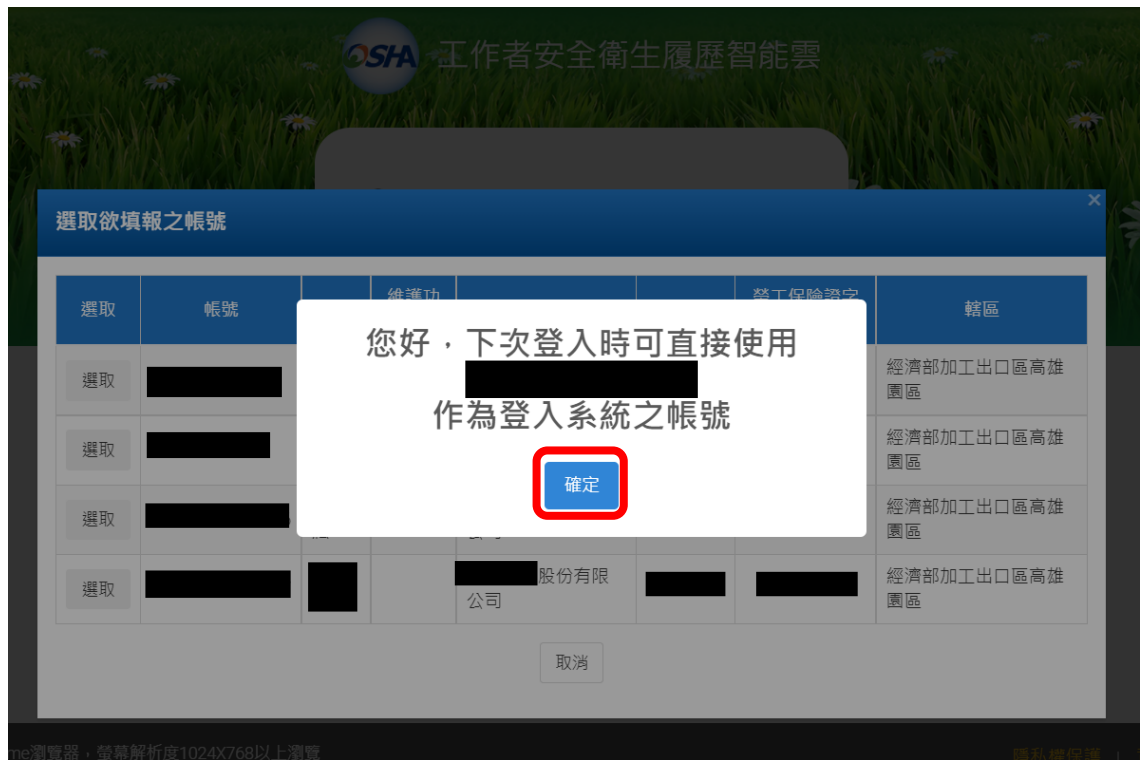 OSHA 工作者安全衛生履歷智能雲
×
選取欲填報之帳號
選取 帳號 維護功 勞工保險證字 轄區
您好,下次登入時可直接使用
作為登入系統之帳號
確定
選取 經濟部加工出口區高雄
園區
選取 經濟部加工出口區高雄
園區
選取 經濟部加工出口區高雄
園區
選取 股份有限 經濟部加工出口區高雄
公司 園區
取消
me瀏覽器,螢幕解析度1024X768以上瀏覽 隱私權保護